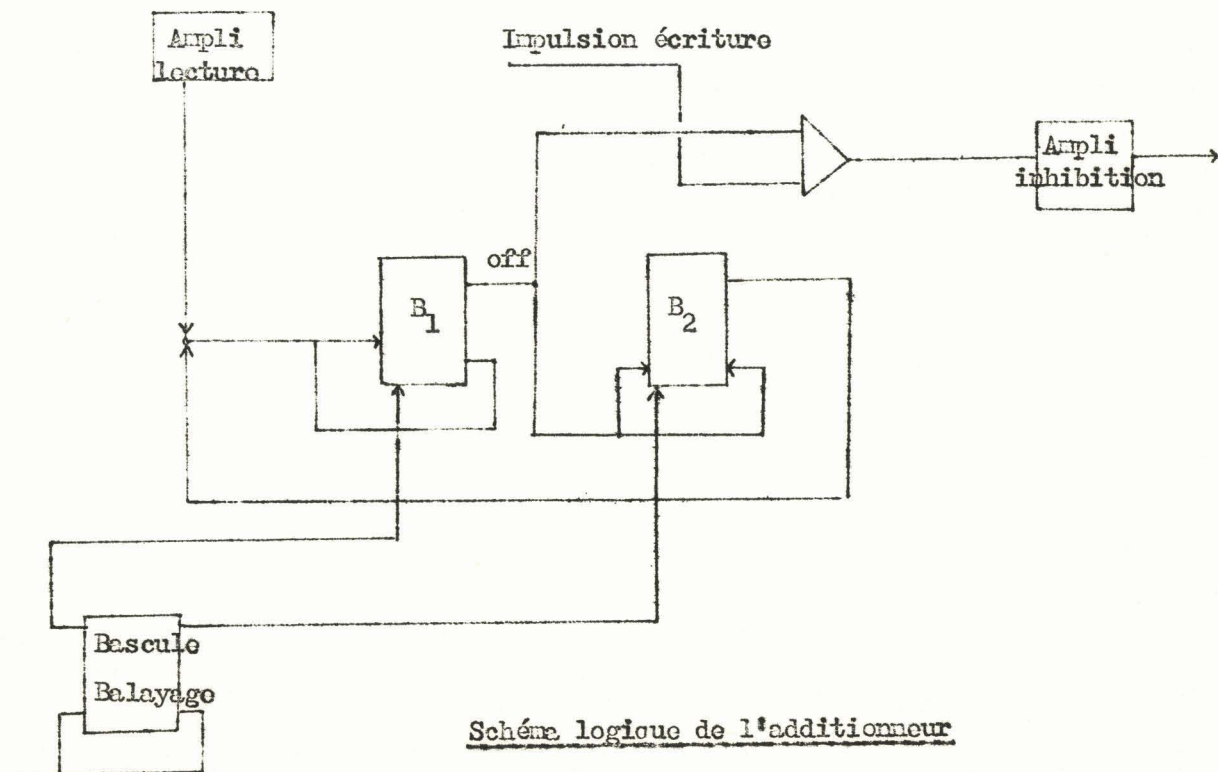 Ampli
lecture
Impulsion écriture
Ampli
inhibition
off
B1
B2
Bascule
Balayage
Schéma logique de l'additionneur